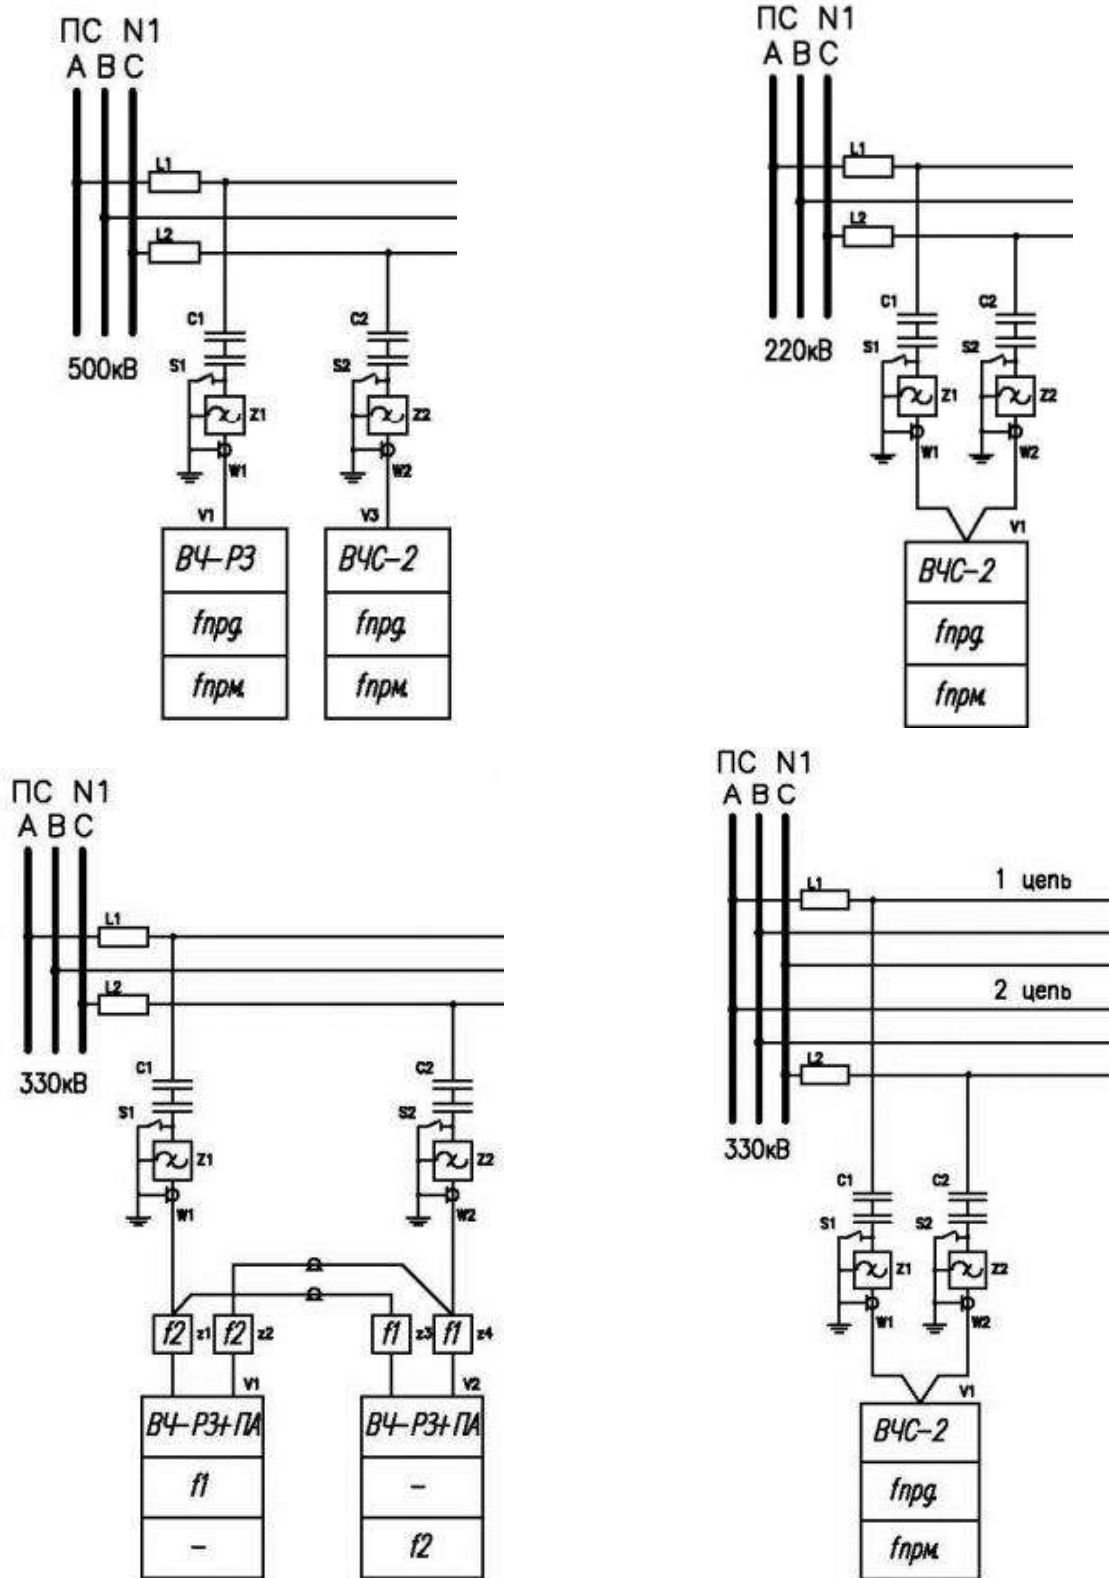 ПС N1
А В С
L1
L2
C1
C2
500кВ
S1
S2
Z1
Z2
W1
W2
V1
V3
ВЧ-РЗ
ВЧС-2
fпрд.
fпрд.
fпрм.
fпрм.
ПС N1
А В С
L1
L2
C1
C2
220кВ
S1
S2
Z1
Z2
W1
W2
V1
ВЧС-2
fпрд.
fпрм.
ПС N1
А В С
L1
L2
C1
C2
330кВ
S1
S2
Z1
Z2
W1
W2
f2 z1 f2 z2 f1 z3 f1 z4
V1
V2
ВЧ-РЗ+ПА
ВЧ-РЗ+ПА
f1
-
-
f2
ПС N1
А В С
L1
1 цепь
2 цепь
L2
330кВ
C1
C2
S1
S2
Z1
Z2
W1
W2
V1
ВЧС-2
fпрд.
fпрм.